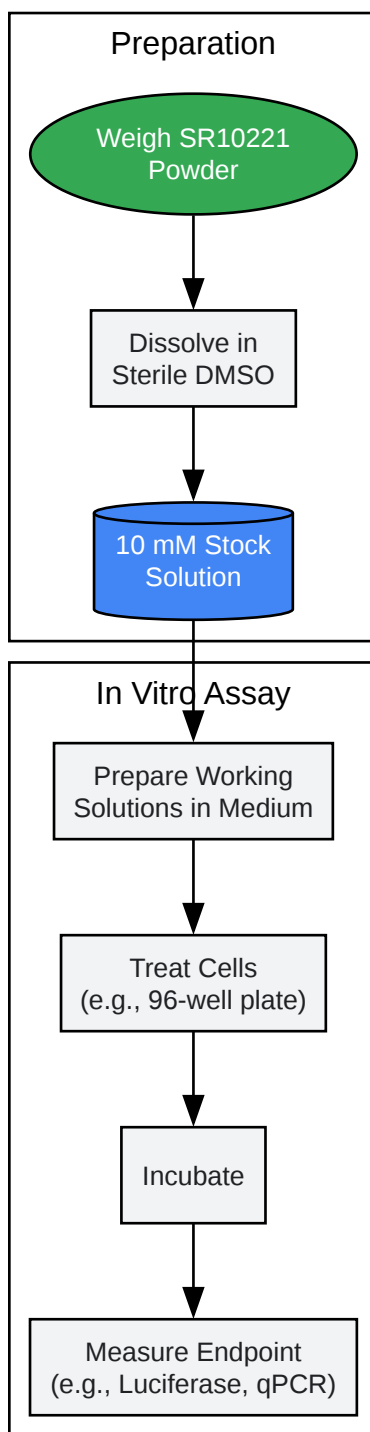 Preparation
Weigh SR10221
Powder
Dissolve in
Sterile DMSO
10 mM Stock
Solution
In Vitro Assay
Prepare Working
Solutions in Medium
Treat Cells
(e.g., 96-well plate)
Incubate
Measure Endpoint
(e.g., Luciferase, qPCR)